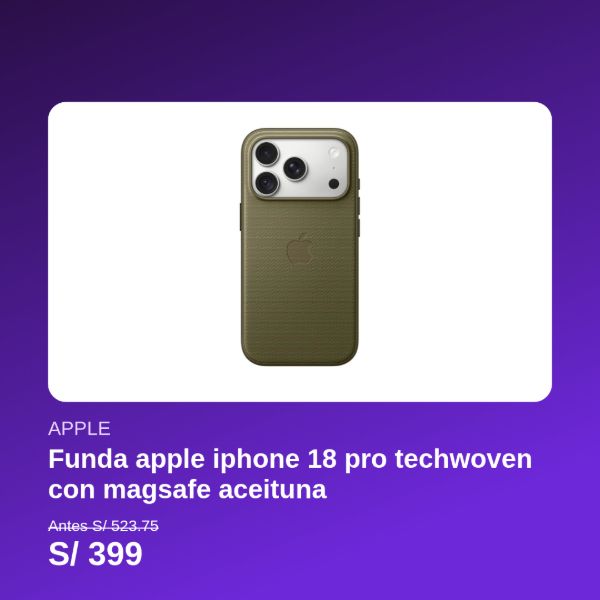 APPLE
Funda apple iphone 18 pro techwoven
con magsafe aceituna
Antes S/ 523.75
S/ 399